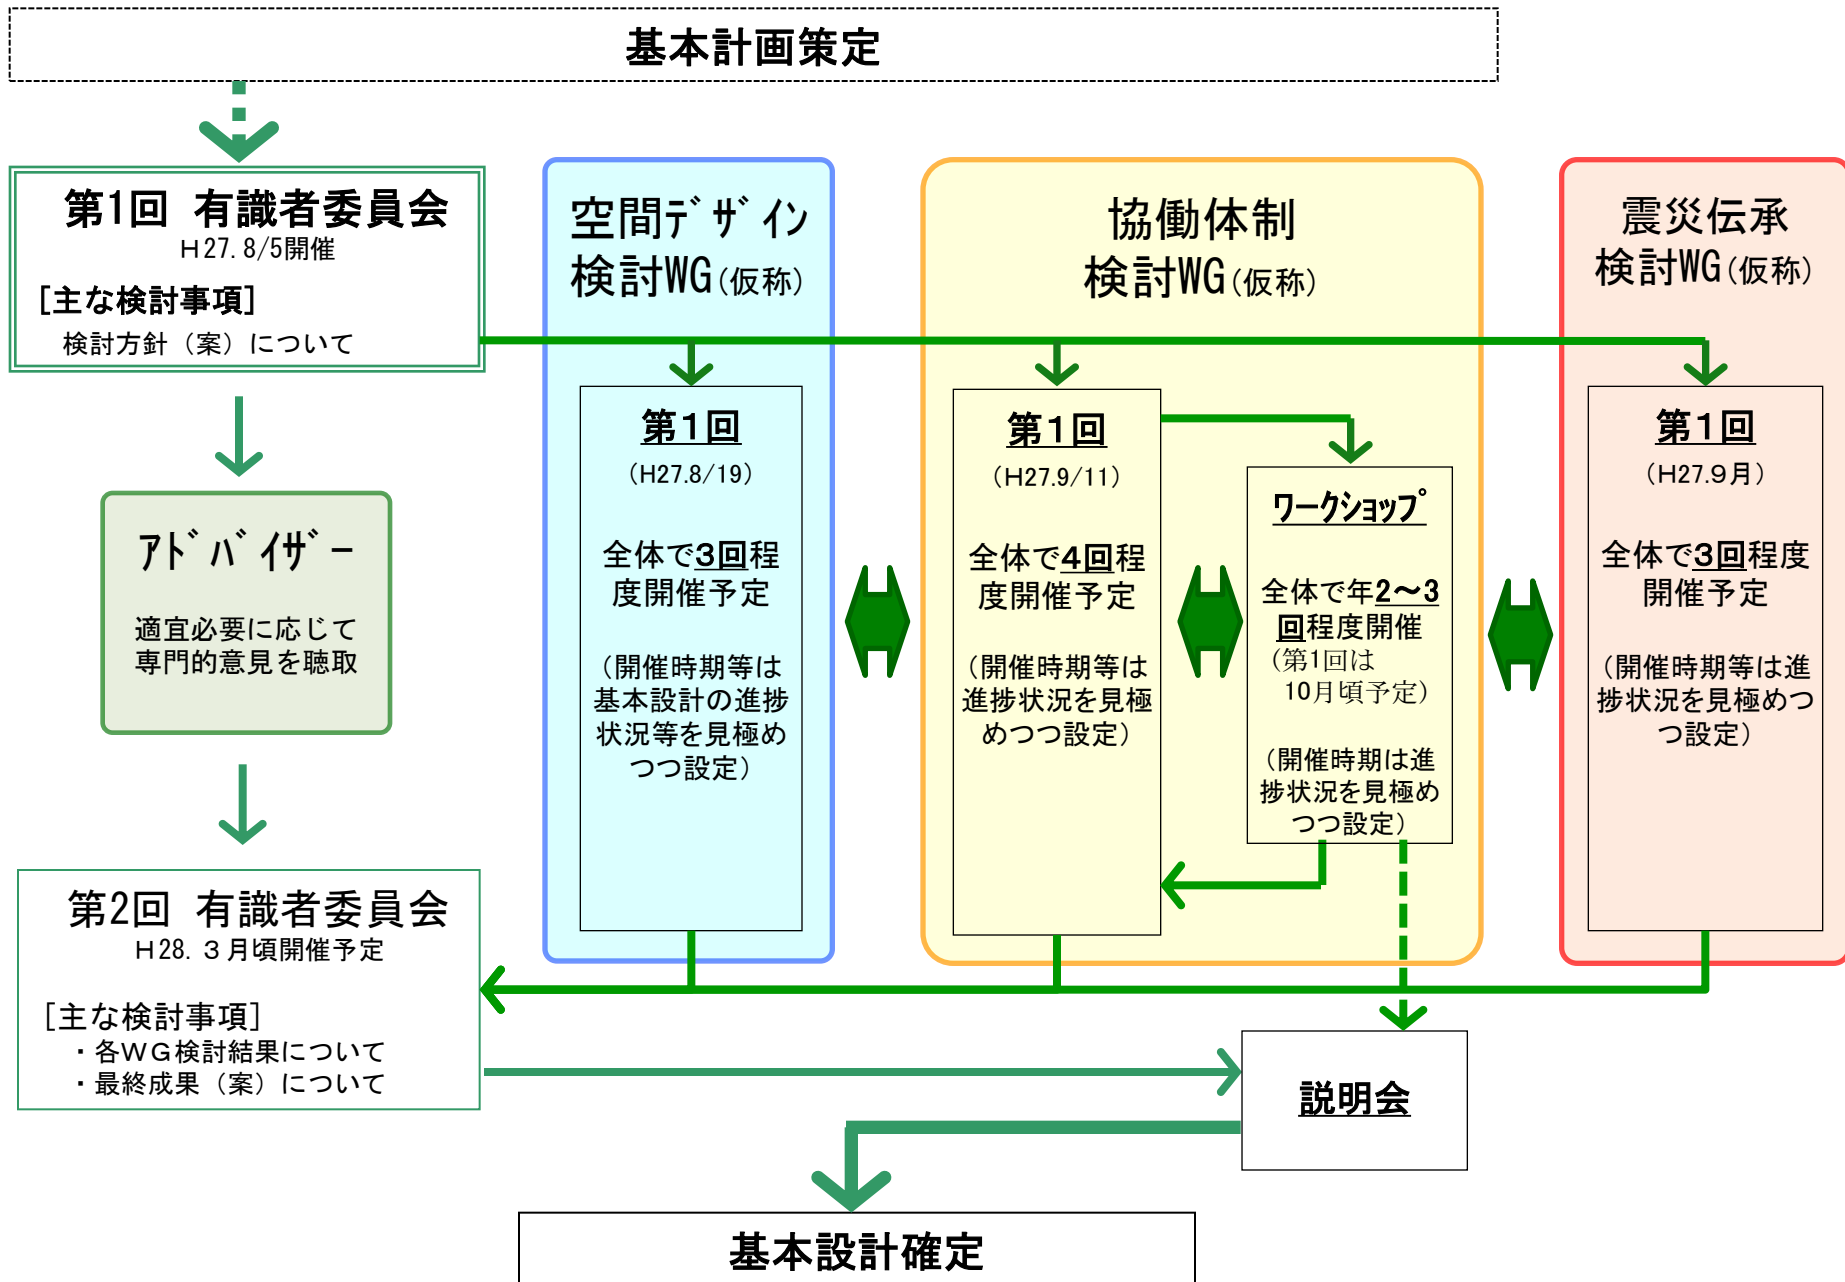 基本計画策定
第1回 有識者委員会
H27.8/5開催
[主な検討事項]
検討方針（案）について
アドバイザー
適宜必要に応じて
専門的意見を聴取
第2回 有識者委員会
H28.３月頃開催予定
[主な検討事項]
・各WG検討結果について
・最終成果（案）について
空間デザイン
検討WG(仮称)
第1回
（H27.8/19）
全体で3回程
度開催予定
（開催時期等は
基本設計の進捗
状況等を見極め
つつ設定）
協働体制
検討WG(仮称)
第1回
（H27.9/11）
全体で4回程
度開催予定
（開催時期等は
進捗状況を見極
めつつ設定）
ワークショップ
全体で年2～3
回程度開催
（第1回は
10月頃予定）
（開催時期は進
捗状況を見極め
つつ設定）
震災伝承
検討WG(仮称)
第1回
（H27.9月）
全体で3回程度
開催予定
（開催時期等は進
捗状況を見極めつ
つ設定）
説明会
基本設計確定